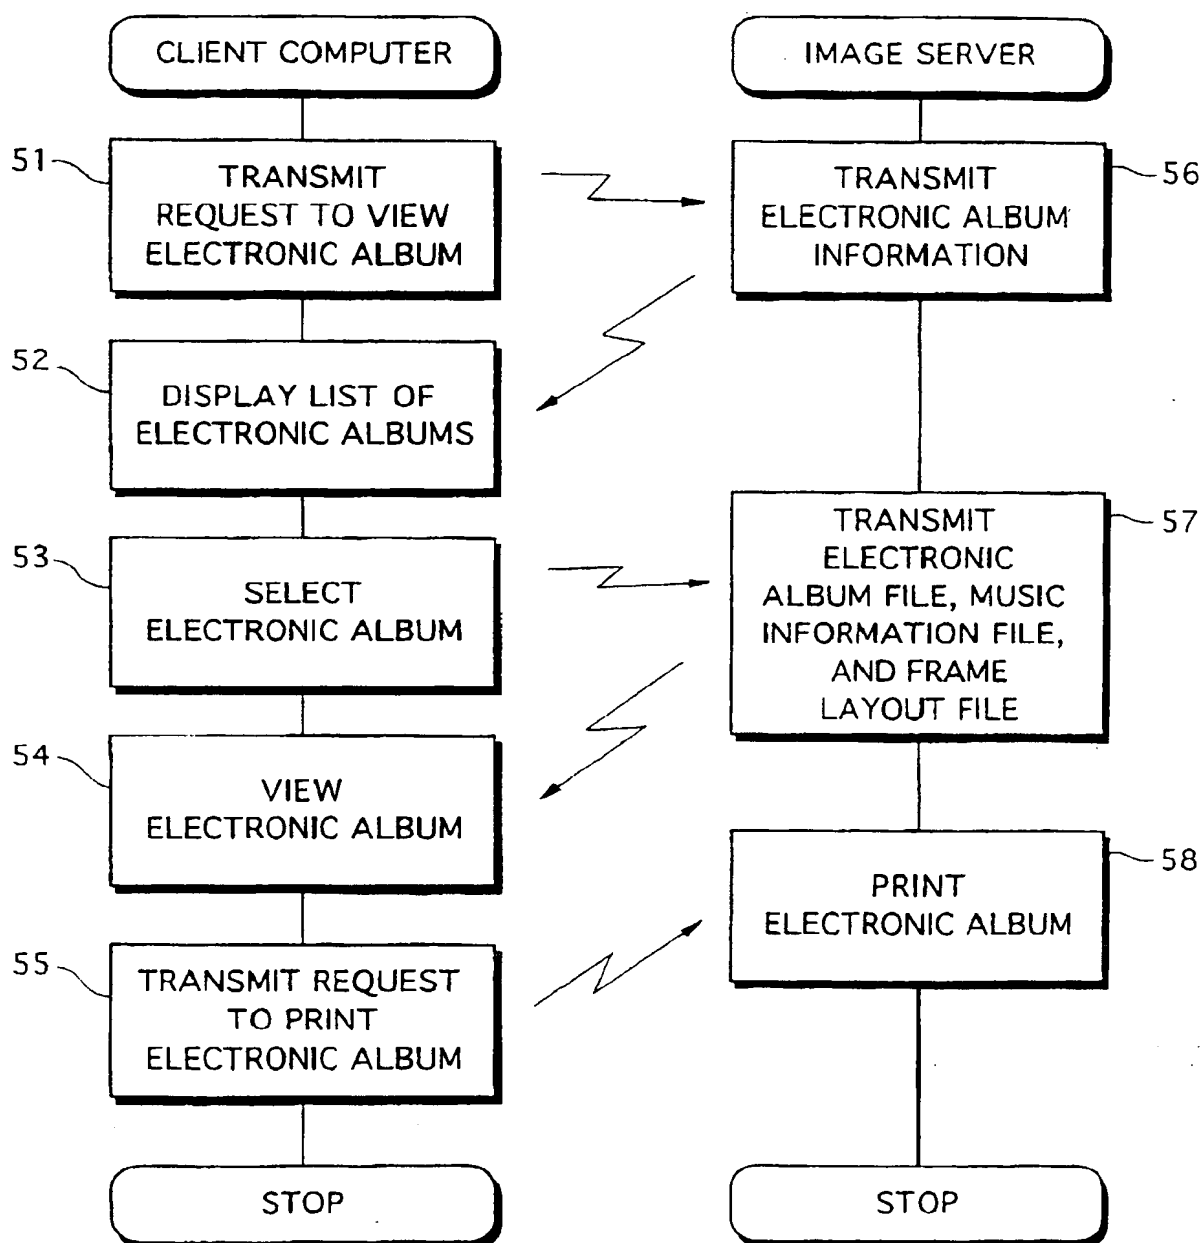 CLIENT COMPUTER
IMAGE SERVER
51
TRANSMIT
REQUEST TO VIEW
ELECTRONIC ALBUM
56
TRANSMIT
ELECTRONIC ALBUM
INFORMATION
52
DISPLAY LIST OF
ELECTRONIC ALBUMS
53
SELECT
ELECTRONIC ALBUM
57
TRANSMIT
ELECTRONIC
ALBUM FILE, MUSIC
INFORMATION FILE,
AND FRAME
LAYOUT FILE
54
VIEW
ELECTRONIC ALBUM
58
PRINT
ELECTRONIC ALBUM
55
TRANSMIT REQUEST
TO PRINT
ELECTRONIC ALBUM
STOP
STOP